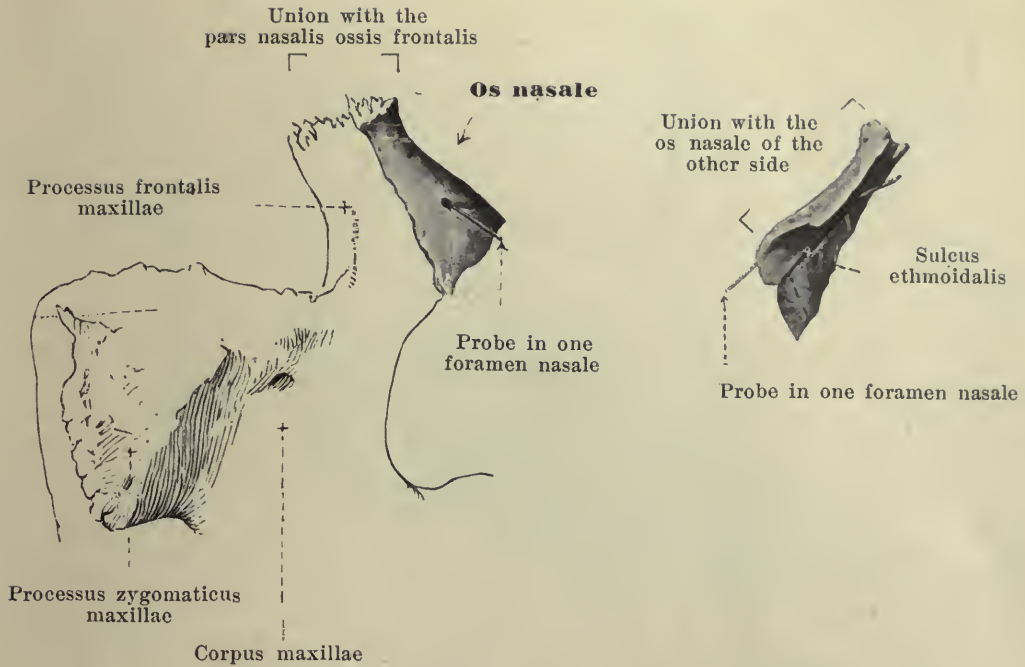 Union with the
pars nasalis ossis frontalis
Os nasale
Processus frontalis
maxillae
Probe in one
foramen nasale
Processus zygomaticus
maxillae
Corpus maxillae
Union with the
os nasale of the
other side
Sulcus
ethmoidalis
Probe in one foramen nasale